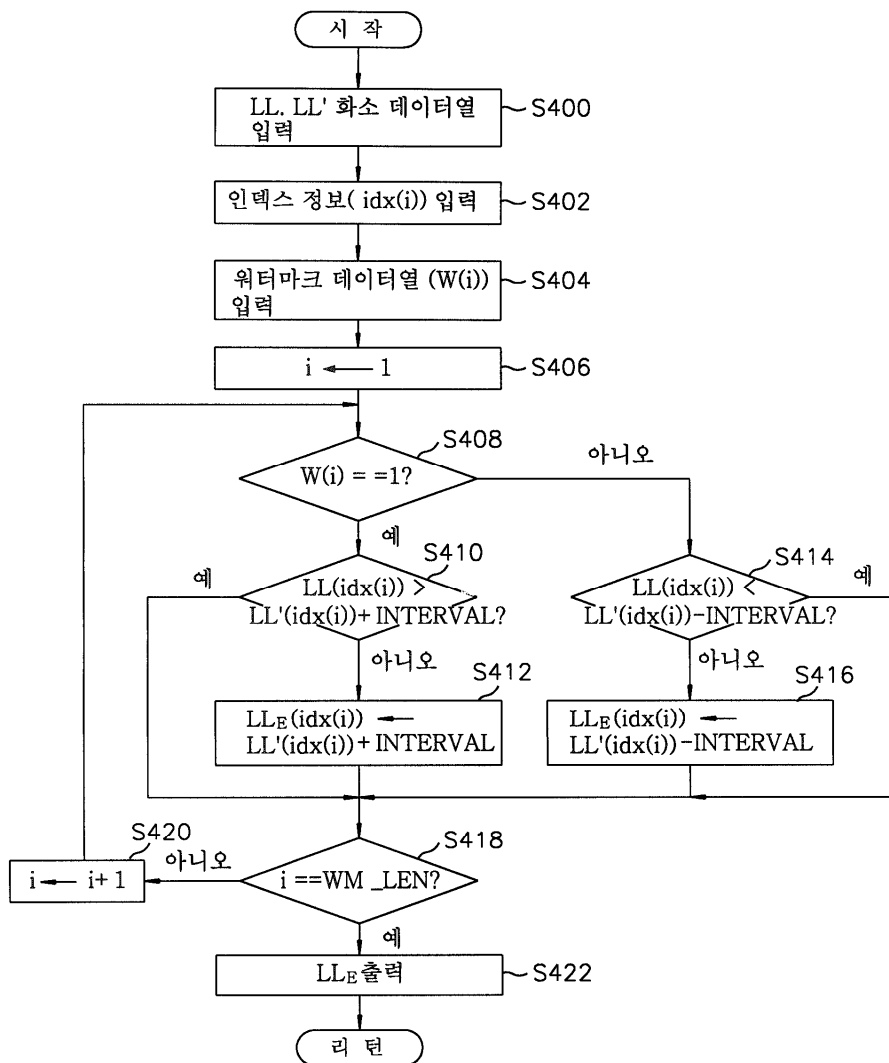 시 작
LL. LL' 화소 데이터열
입력
S400
인덱스 정보( idx(i)) 입력
S402
워터마크 데이터열 (W(i))
입력
S404
i ← 1
S406
S408
W(i) = =1?
아니오
예
S410
예
LL(idx(i)) >
LL'(idx(i))+INTERVAL?
S414
예
LL(idx(i)) <
LL'(idx(i))-INTERVAL?
아니오
S412
아니오
S416
LLE(idx(i)) ←
LL'(idx(i))+INTERVAL
LLE(idx(i)) ←
LL'(idx(i))-INTERVAL
S420
아니오
S418
i ← i+1
i ==WM _LEN?
예
LLE출력
S422
리 턴